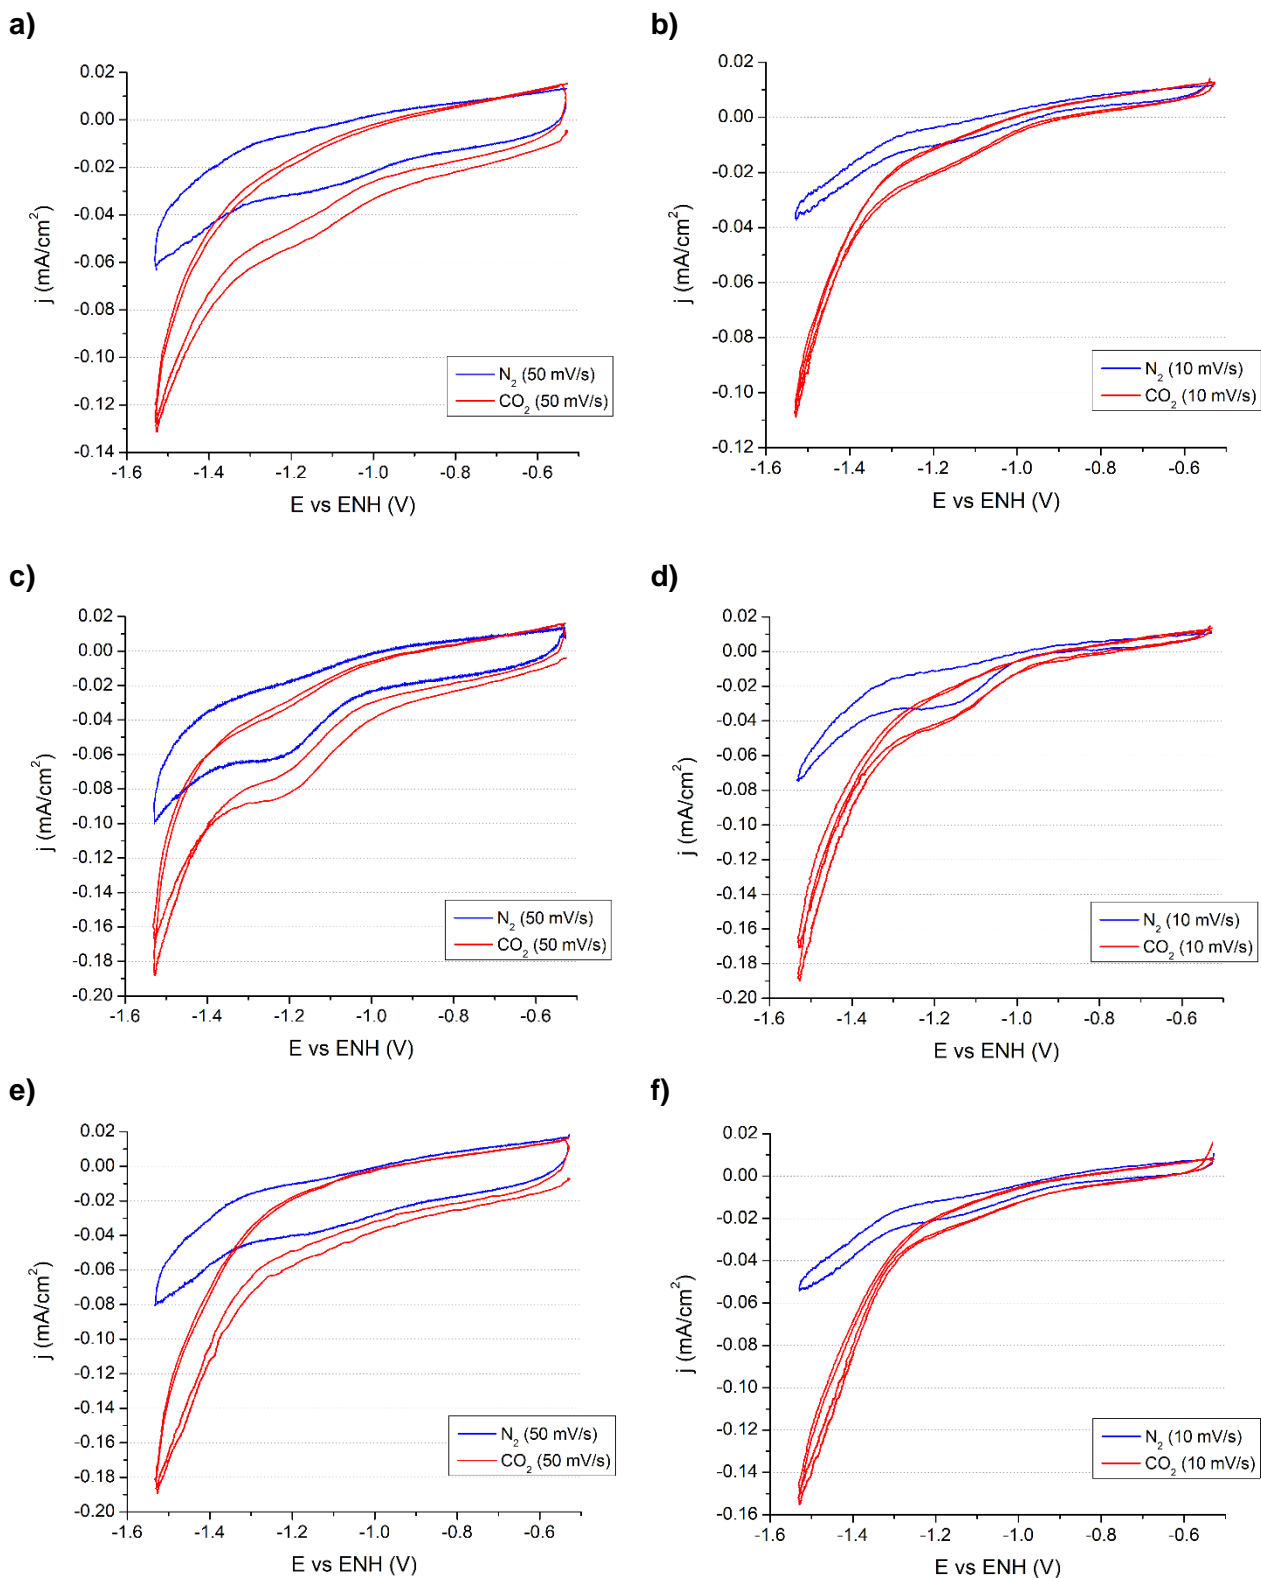 a)
0.02
0.00
-0.02
-0.04
-0.06
-0.08
-0.10
-0.12
-0.14
j (mA/cm²)
-1.6 -1.4 -1.2 -1.0 -0.8 -0.6
E vs ENH (V)
N₂ (50 mV/s)
CO₂ (50 mV/s)
b)
0.02
0.00
-0.02
-0.04
-0.06
-0.08
-0.10
-0.12
j (mA/cm²)
-1.6 -1.4 -1.2 -1.0 -0.8 -0.6
E vs ENH (V)
N₂ (10 mV/s)
CO₂ (10 mV/s)
c)
0.02
0.00
-0.02
-0.04
-0.06
-0.08
-0.10
-0.12
-0.14
-0.16
-0.18
-0.20
j (mA/cm²)
-1.6 -1.4 -1.2 -1.0 -0.8 -0.6
E vs ENH (V)
N₂ (50 mV/s)
CO₂ (50 mV/s)
d)
0.02
0.00
-0.02
-0.04
-0.06
-0.08
-0.10
-0.12
-0.14
-0.16
-0.18
-0.20
j (mA/cm²)
-1.6 -1.4 -1.2 -1.0 -0.8 -0.6
E vs ENH (V)
N₂ (10 mV/s)
CO₂ (10 mV/s)
e)
0.02
0.00
-0.02
-0.04
-0.06
-0.08
-0.10
-0.12
-0.14
-0.16
-0.18
-0.20
j (mA/cm²)
-1.6 -1.4 -1.2 -1.0 -0.8 -0.6
E vs ENH (V)
N₂ (50 mV/s)
CO₂ (50 mV/s)
f)
0.02
0.00
-0.02
-0.04
-0.06
-0.08
-0.10
-0.12
-0.14
-0.16
j (mA/cm²)
-1.6 -1.4 -1.2 -1.0 -0.8 -0.6
E vs ENH (V)
N₂ (10 mV/s)
CO₂ (10 mV/s)